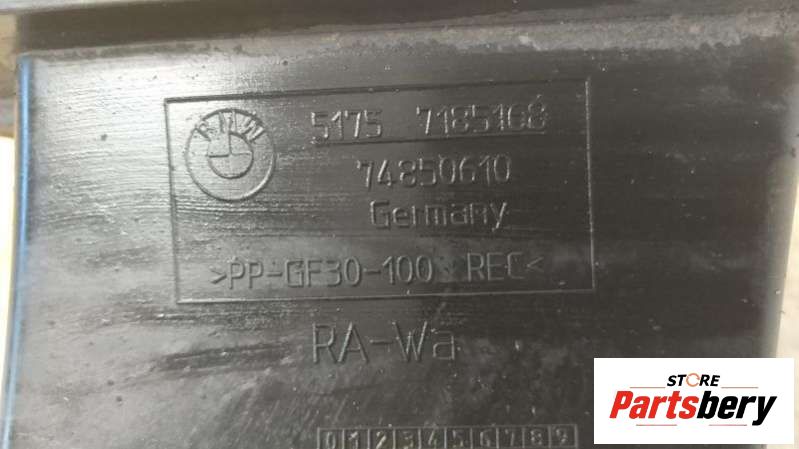 BMW
5175 7185168
74850610
Germany
>PP-GF30-100 REC<
RA-Wa
0 1 2 3 4 5 6 7 8 9
STORE
Partsbery